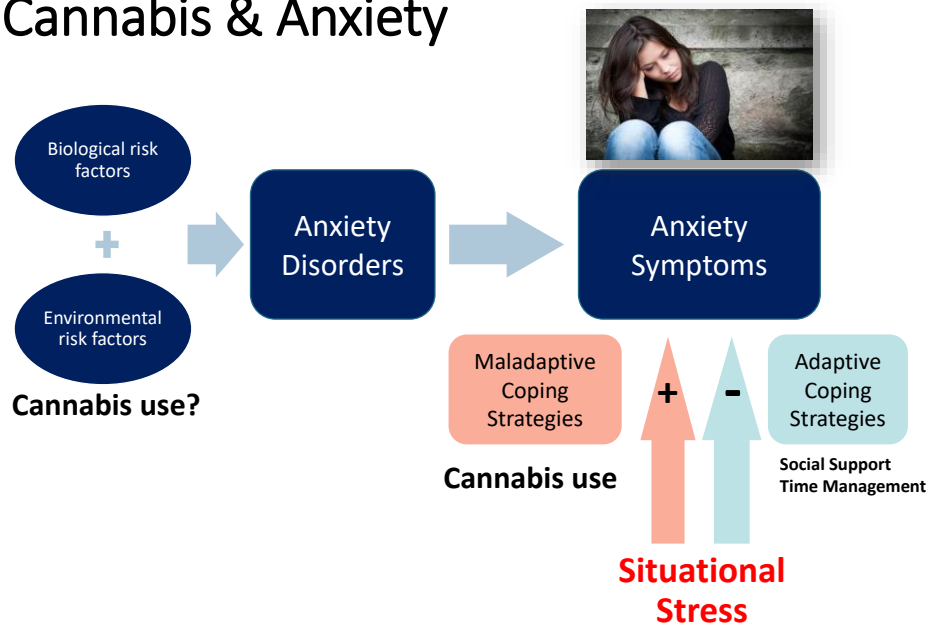 Cannabis & Anxiety
Biological risk
factors
+
Environmental
risk factors
Cannabis use?
Anxiety
Disorders
Anxiety
Symptoms
Maladaptive
Coping
Strategies
Cannabis use
+
-
Adaptive
Coping
Strategies
Social Support
Time Management
Situational
Stress